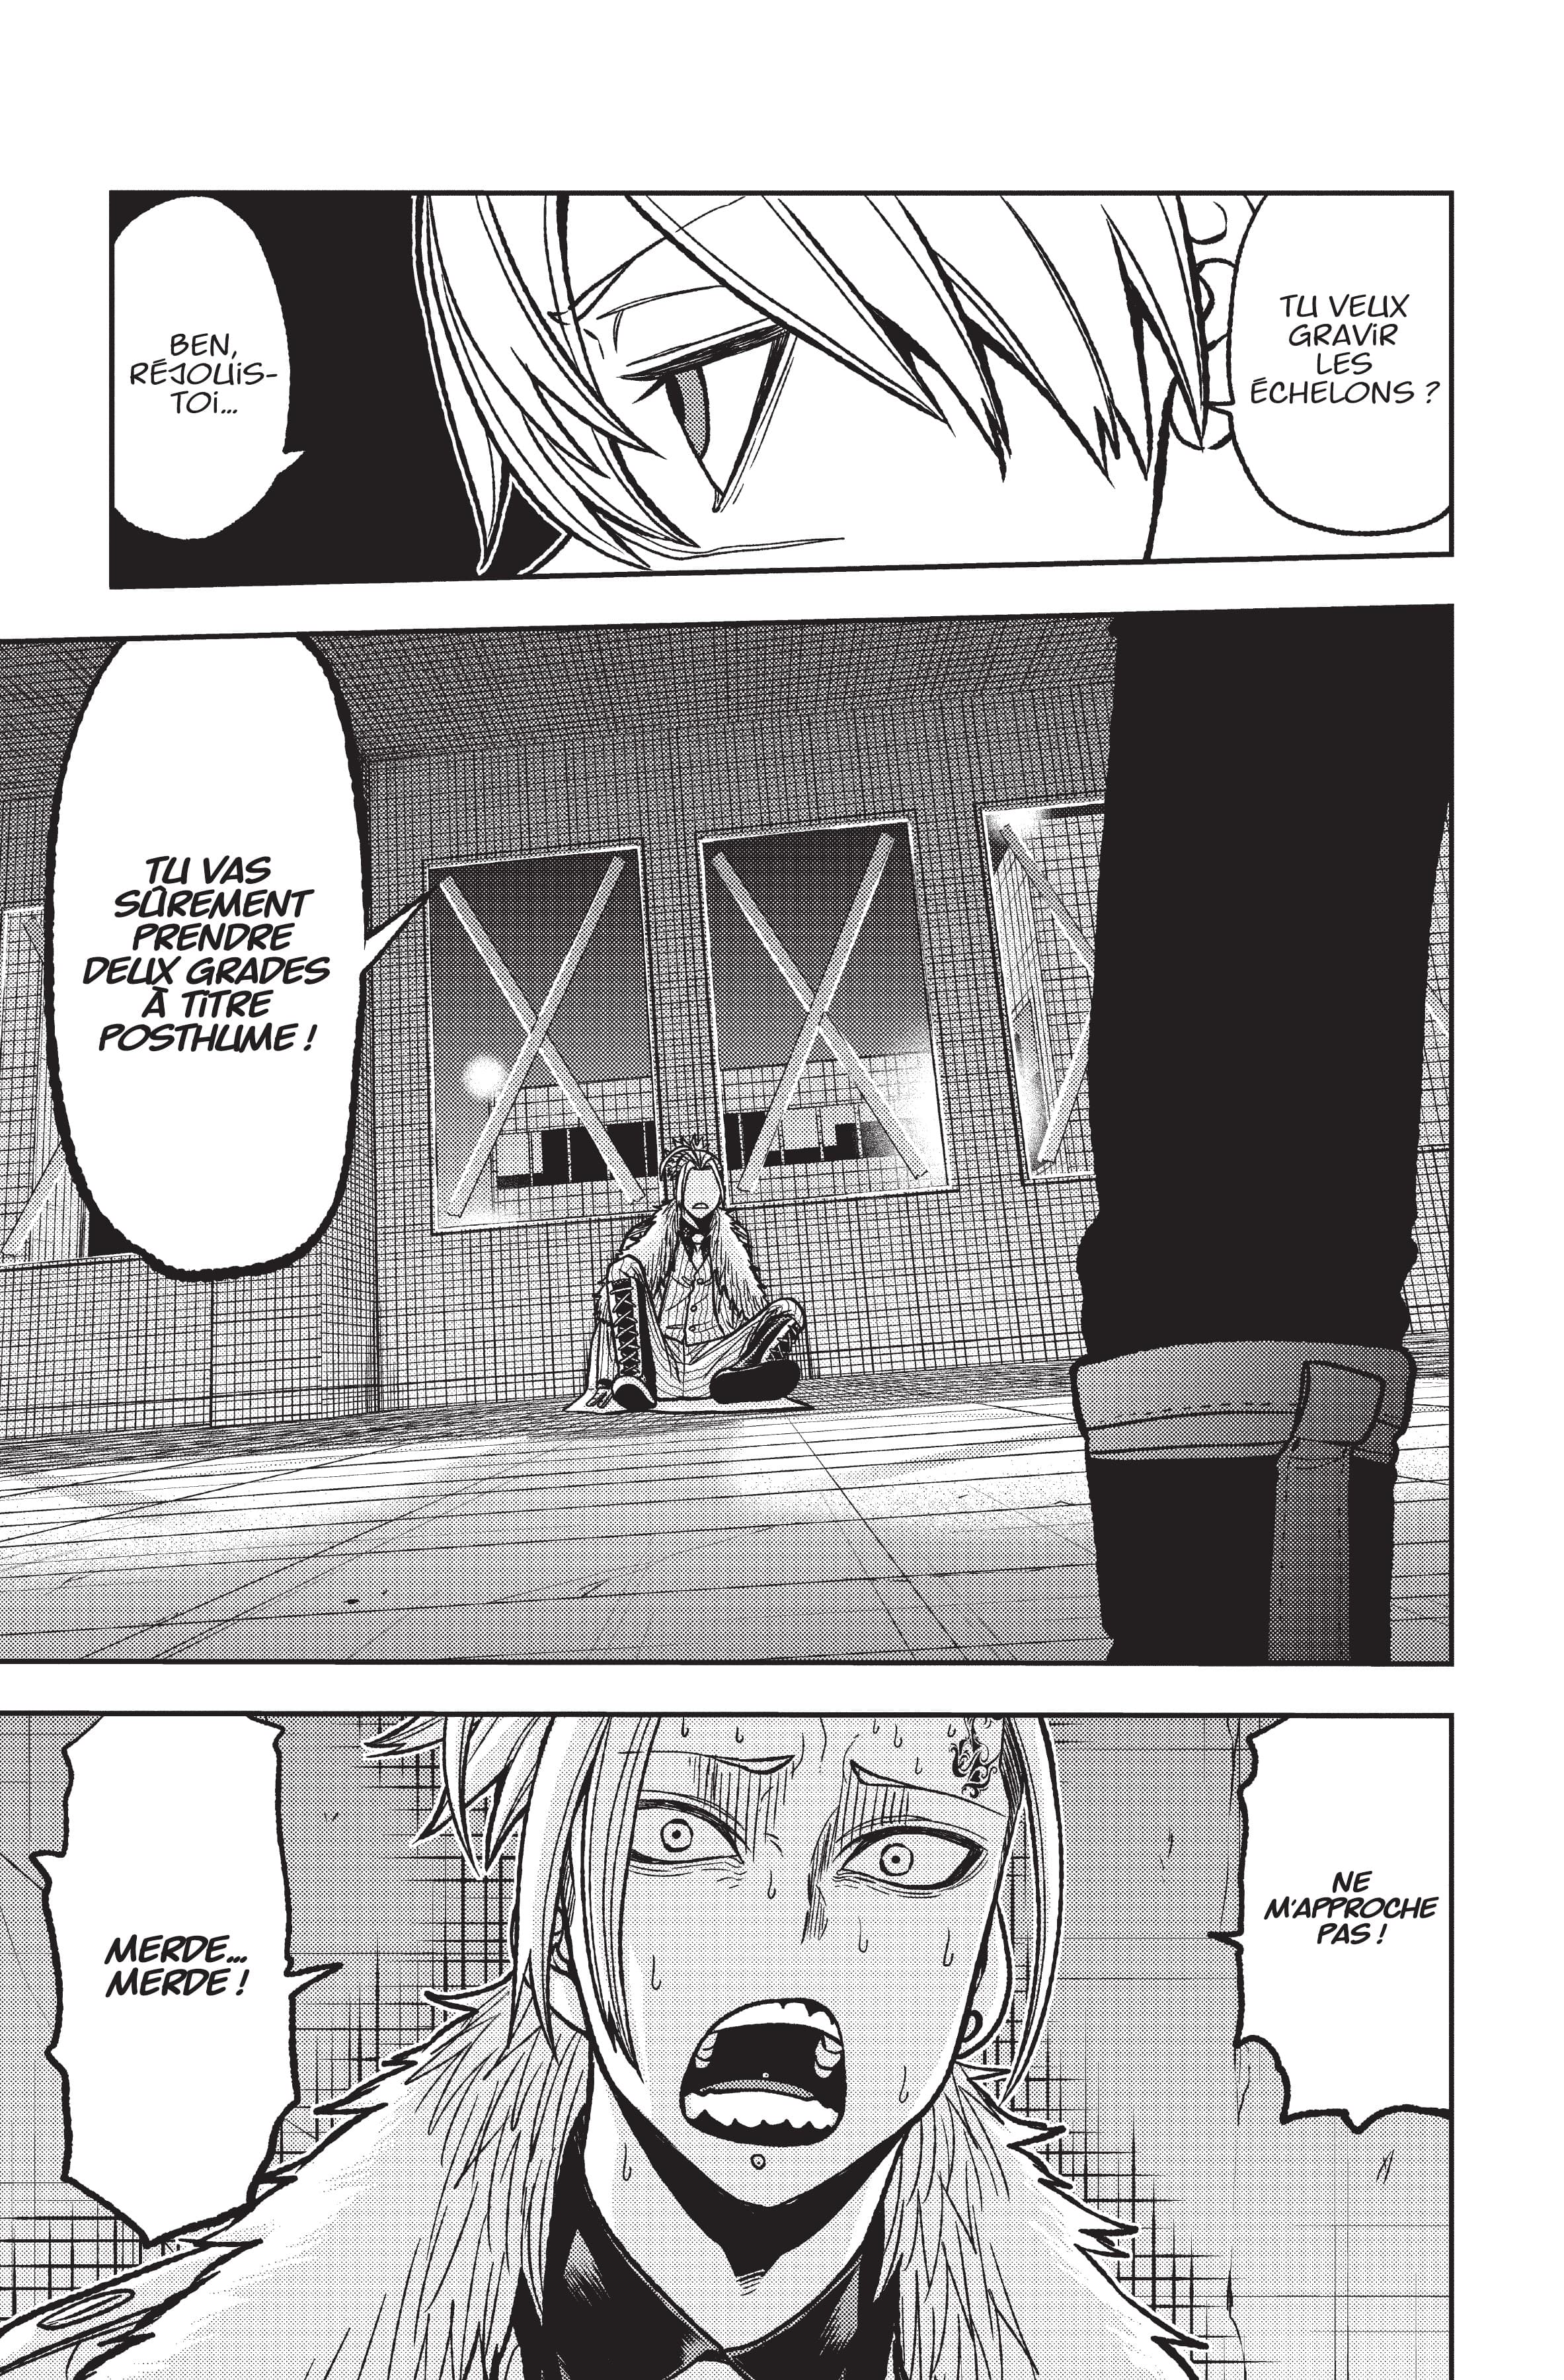 TU VEUX
GRAVIR
LES
ÉCHELONS ?
BEN,
RÉJOUIS-
TOI...
TU VAS
SÛREMENT
PRENDRE
DEUX GRADES
À TITRE
POSTHUME !
NE
M'APPROCHE
PAS !
MERDE...
MERDE !